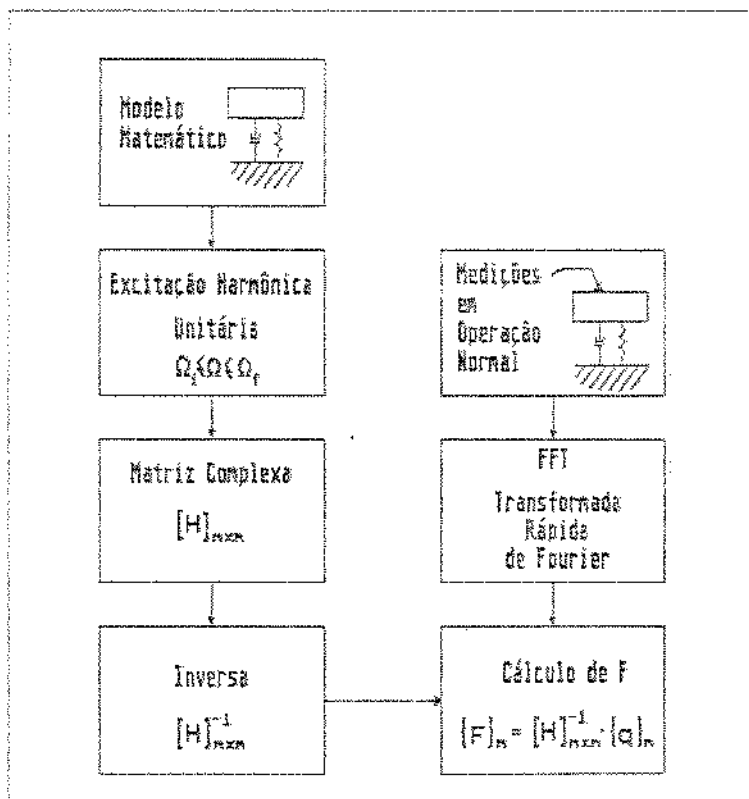 Modelo
Matemático
Excitação Harmônica
Unitária
Ωᵢ≤Ω≤Ωf
Matriz Complexa
[H]nxn
Inversa
[H]⁻¹nxn
Medições
em
Operação
Normal
FFT
Transformada
Rápida
de Fourier
Cálculo de F
{F}n = [H]⁻¹nxn·{q}n